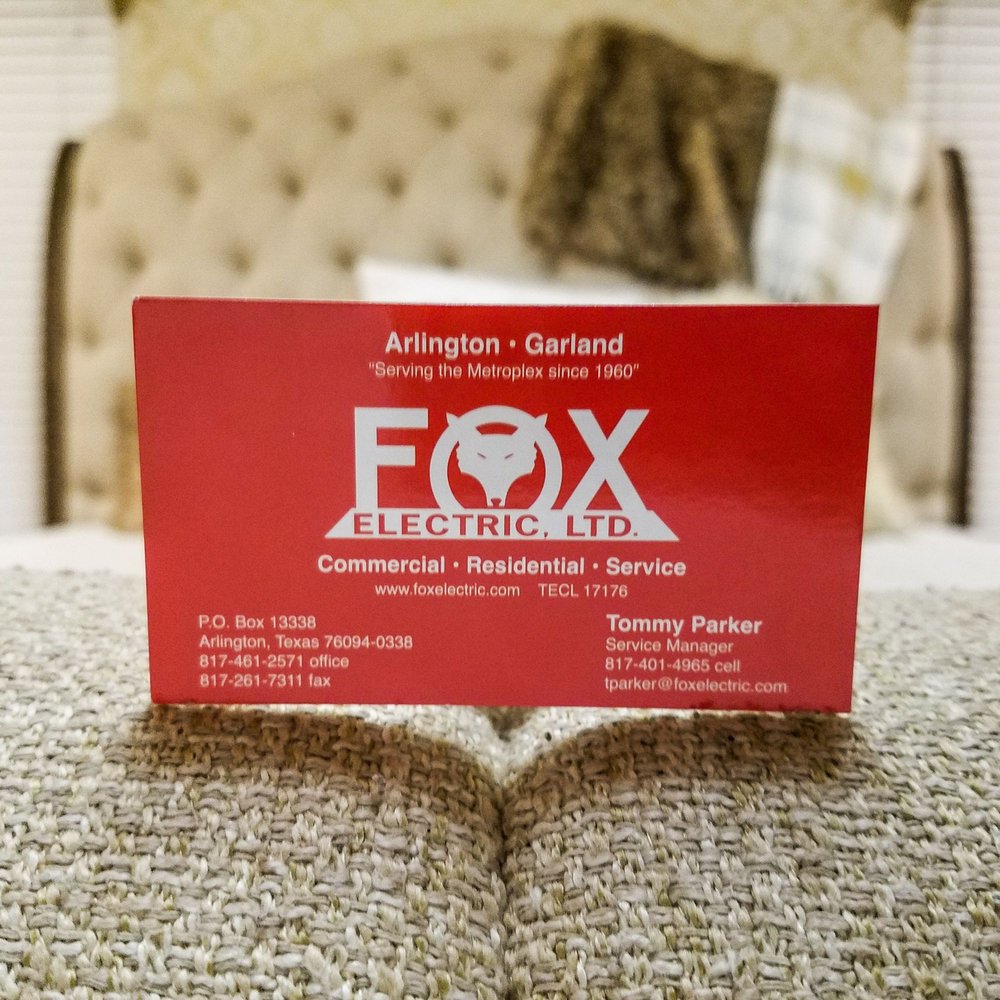 Arlington • Garland
"Serving the Metroplex since 1960"
FOX
ELECTRIC, LTD.
Commercial • Residential • Service
www.foxelectric.com TECL 17176
P.O. Box 13338
Arlington, Texas 76094-0338
817-461-2571 office
817-261-7311 fax
Tommy Parker
Service Manager
817-401-4965 cell
tparker@foxelectric.com